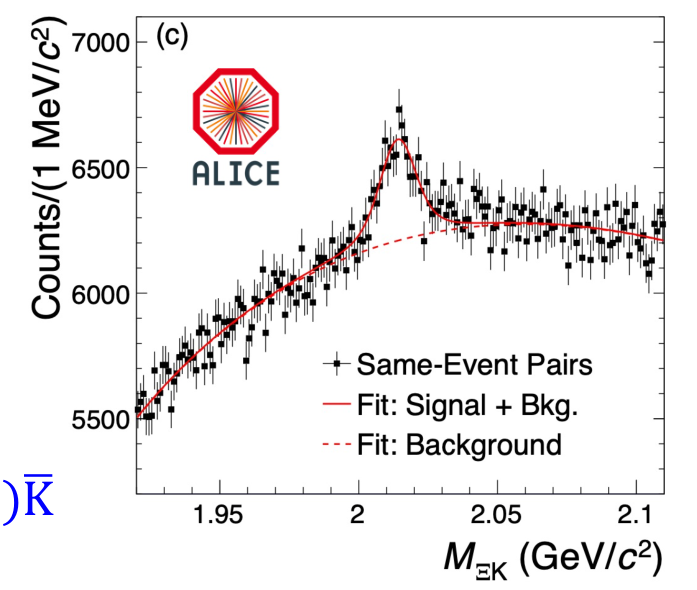 (c)
Counts/(1 MeV/c²)
7000
6500
6000
5500
ALICE
Same-Event Pairs
Fit: Signal + Bkg.
Fit: Background
)K̅
1.95
2
2.05
2.1
M_ΞK (GeV/c²)